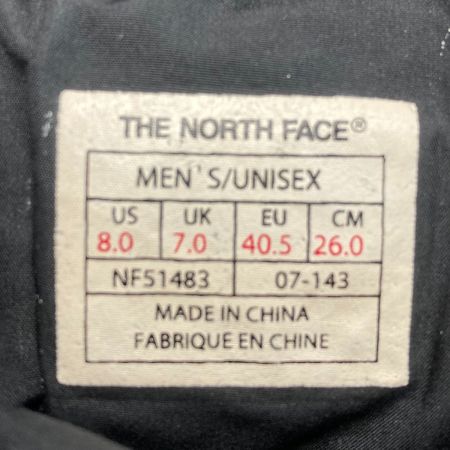 THE NORTH FACE®
MEN'S/UNISEX
US UK EU CM
8.0 7.0 40.5 26.0
NF51483 07-143
MADE IN CHINA
FABRIQUE EN CHINE